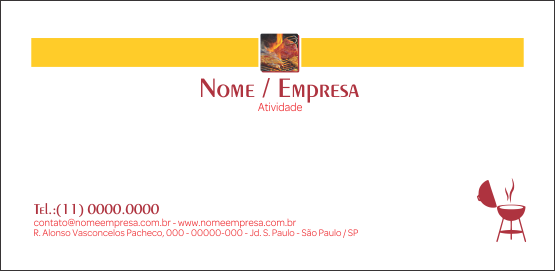 Nome / Empresa
Atividade
Tel.:(11) 0000.0000
contato@nomeempresa.com.br - www.nomeempresa.com.br
R. Alonso Vasconcelos Pacheco, 000 - 00000-000 - Jd. S. Paulo - São Paulo / SP